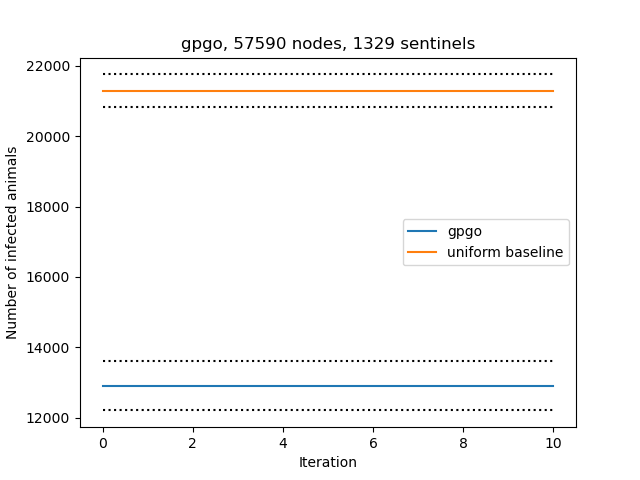 gpgo, 57590 nodes, 1329 sentinels
22000
20000
18000
16000
14000
12000
Number of infected animals
gpgo
uniform baseline
0 2 4 6 8 10
Iteration